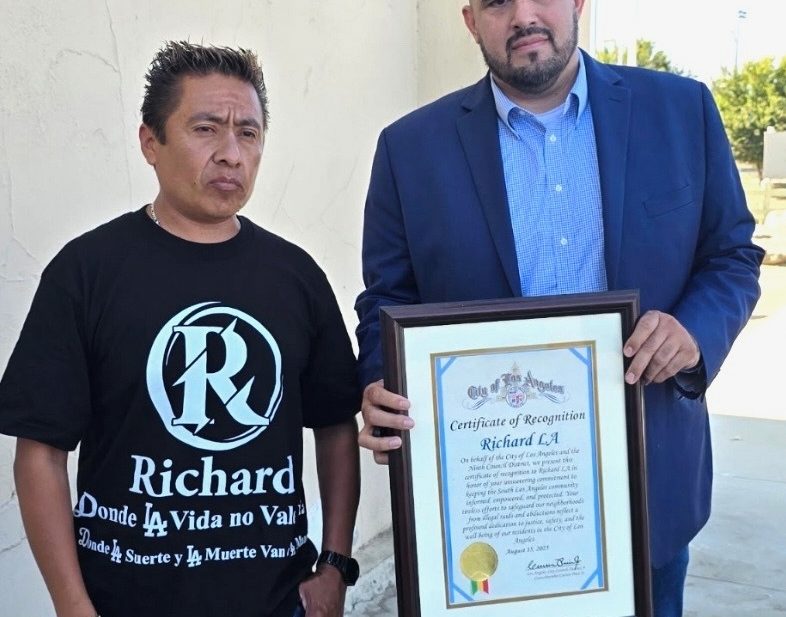 R
Richard
Donde LA Vida no Vale
Donde LA Suerte y LA Muerte Van
City of Los Angeles
Certificate of Recognition
Richard LA
On behalf of the City of Los Angeles and the
Ninth Council District, we present this
certificate of recognition to Richard LA in
honor of your unwavering commitment to
keeping the South Los Angeles community
informed, empowered, and protected. Your
tireless efforts to safeguard our neighborhoods
from illegal raids and abductions reflect a
profound dedication to justice, safety, and the
well being of our residents in the City of Los
Angeles
August 15, 2025